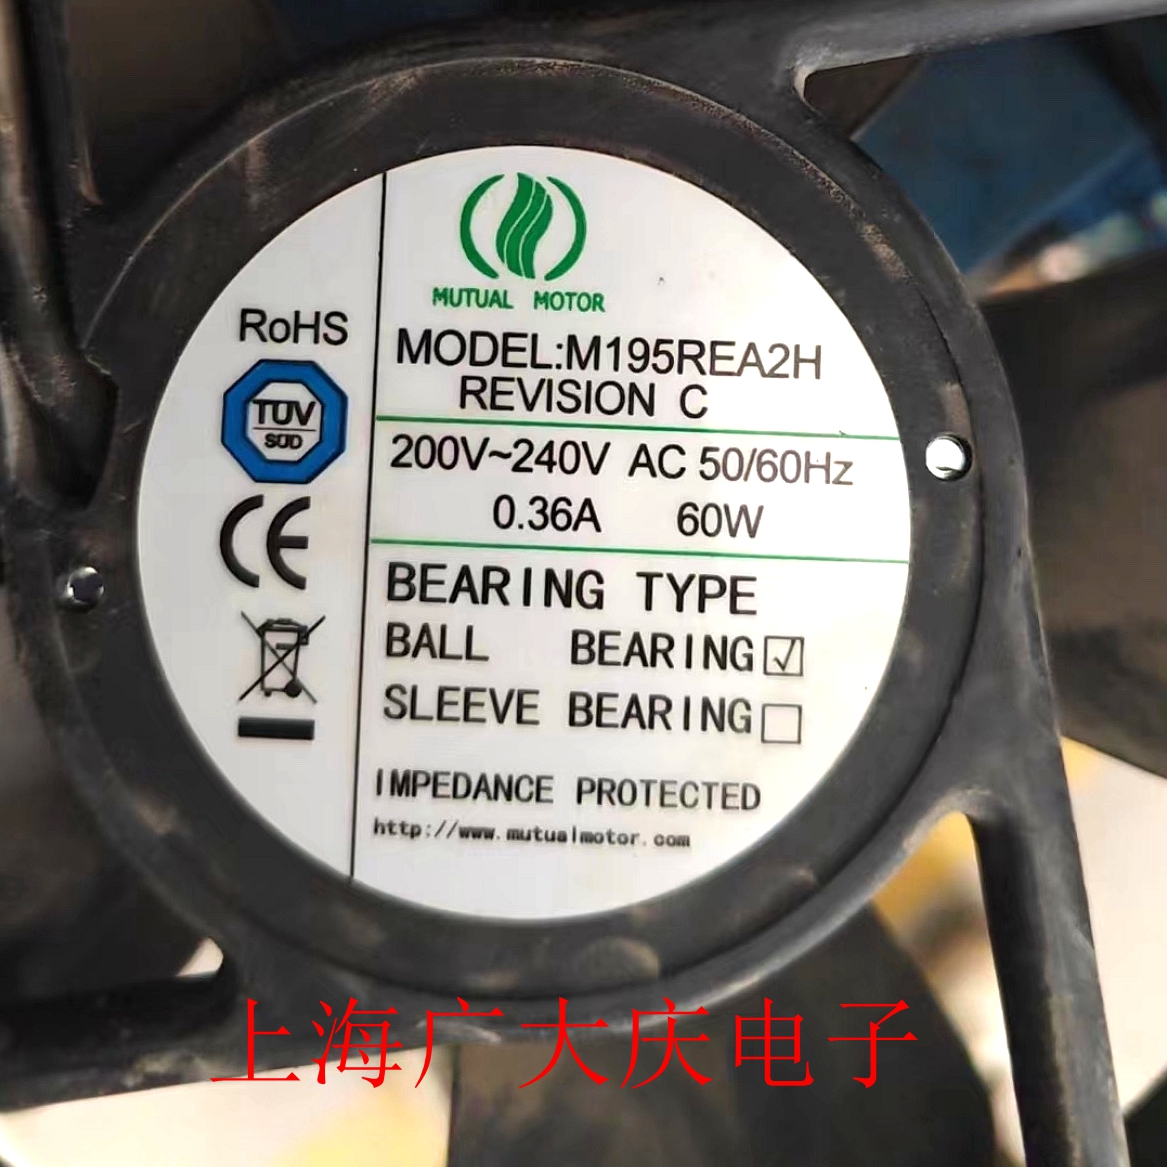 MUTUAL MOTOR
MODEL:M195REA2H
REVISION C
200V~240V AC 50/60Hz
0.36A 60W
BEARING TYPE
BALL BEARING☑
SLEEVE BEARING☐
IMPEDANCE PROTECTED
http://www.mutualmotor.com
RoHS
TÜV
SÜD
CE
上海广大庆电子